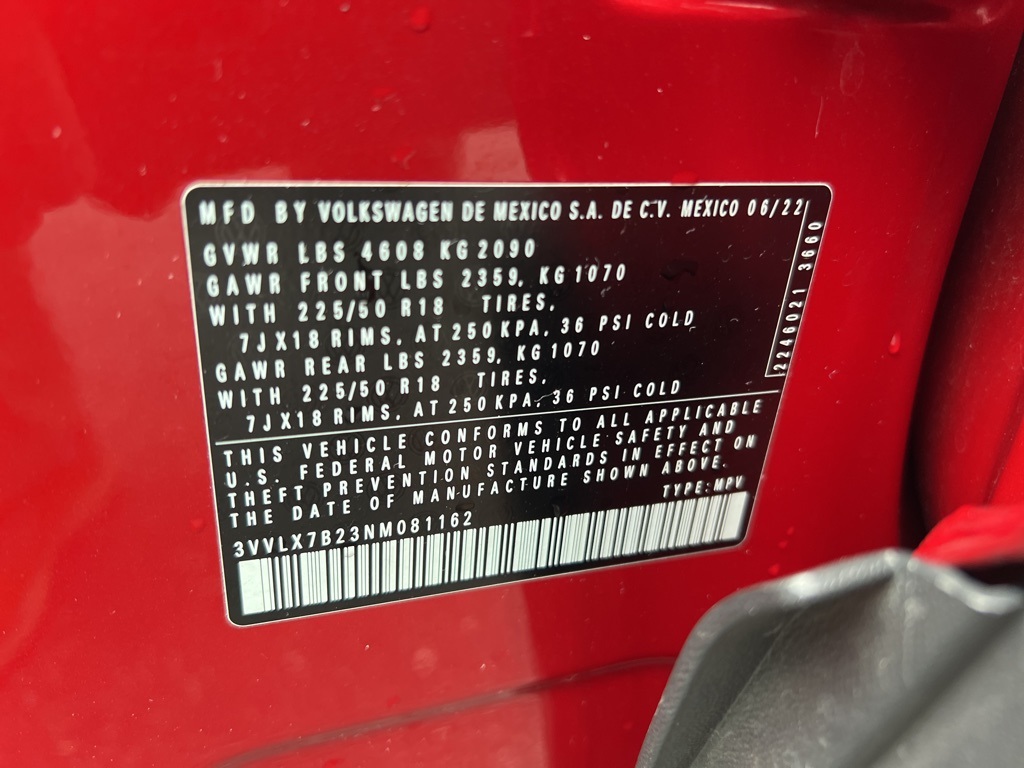 MFD BY VOLKSWAGEN DE MEXICO S.A. DE C.V. MEXICO 06/22
GVWR LBS 4608 KG 2090
GAWR FRONT LBS 2359, KG 1070
WITH 225/50 R18 TIRES,
7JX18 RIMS, AT 250 KPA, 36 PSI COLD
GAWR REAR LBS 2359, KG 1070
WITH 225/50 R18 TIRES,
7JX18 RIMS, AT 250 KPA, 36 PSI COLD
2246021 3660
THIS VEHICLE CONFORMS TO ALL APPLICABLE
U.S. FEDERAL MOTOR VEHICLE SAFETY AND
THEFT PREVENTION STANDARDS IN EFFECT ON
THE DATE OF MANUFACTURE SHOWN ABOVE.
TYPE: MPV
3VVLX7B23NM081162